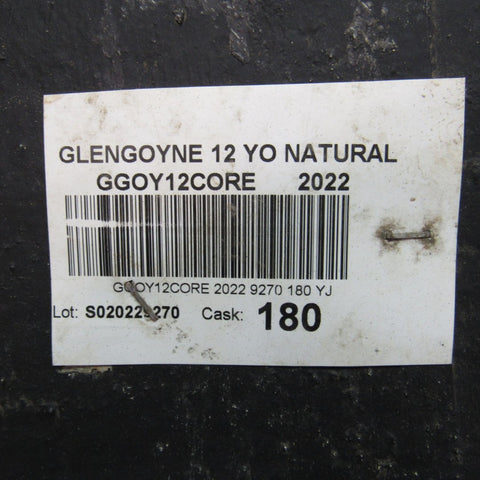 GLENGOYNE 12 YO NATURAL
GGOY12CORE 2022
GGOY12CORE 2022 9270 180 YJ
Lot: S020229270 Cask: 180